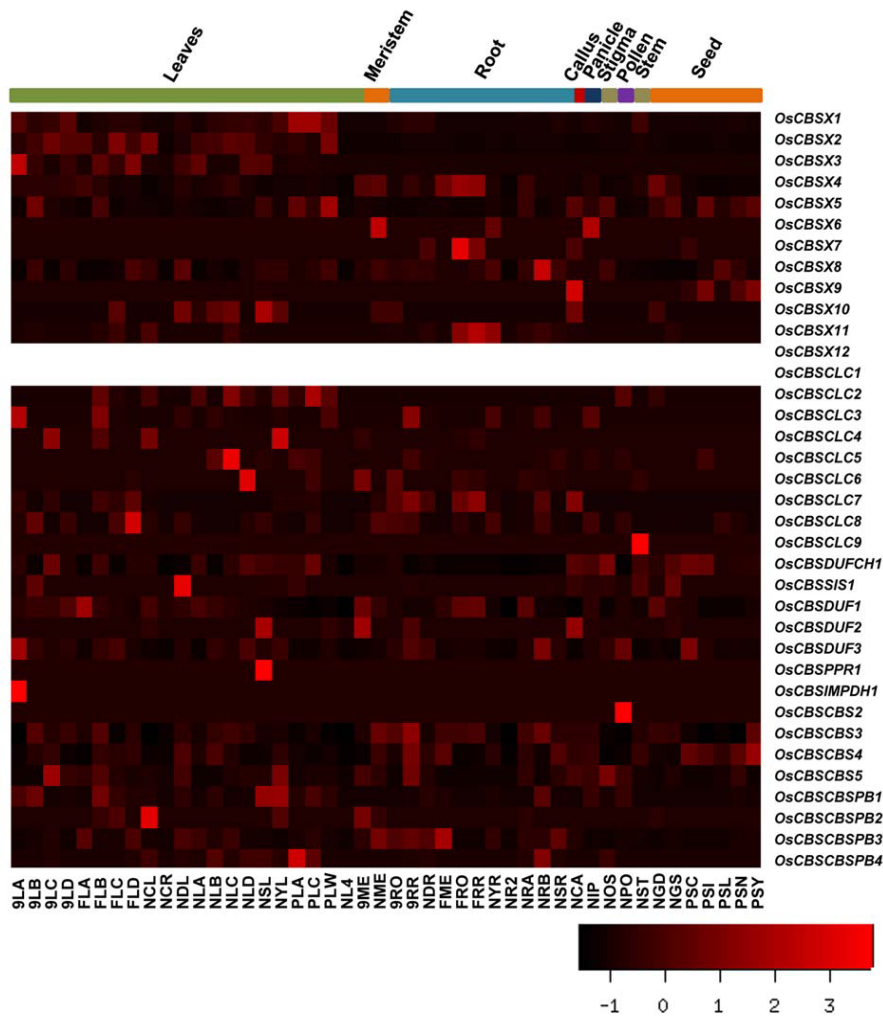 Leaves
Meristem
Root
Callus
Panicle
Stigma
Pollen
Stem
Seed
OsCBSX1
OsCBSX2
OsCBSX3
OsCBSX4
OsCBSX5
OsCBSX6
OsCBSX7
OsCBSX8
OsCBSX9
OsCBSX10
OsCBSX11
OsCBSX12
OsCBSCLC1
OsCBSCLC2
OsCBSCLC3
OsCBSCLC4
OsCBSCLC5
OsCBSCLC6
OsCBSCLC7
OsCBSCLC8
OsCBSCLC9
OsCBSDUFCH1
OsCBSSIS1
OsCBSDUF1
OsCBSDUF2
OsCBSDUF3
OsCBSPPR1
OsCBSIMPDH1
OsCBSCBS2
OsCBSCBS3
OsCBSCBS4
OsCBSCBS5
OsCBSCBSPB1
OsCBSCBSPB2
OsCBSCBSPB3
OsCBSCBSPB4
9LA
9LB
9LC
9LD
FLA
FLB
FLC
FLD
NCL
NCR
NDL
NLA
NLB
NLC
NLD
NSL
NYL
PLA
PLC
PLW
NL4
9ME
NME
9RO
9RR
NDR
FME
FRO
FRR
NYR
NR2
NRA
NRB
NSR
NCA
NIP
NOS
NPO
NST
NGD
NGS
PSC
PSI
PSL
PSN
PSY
-1 0 1 2 3